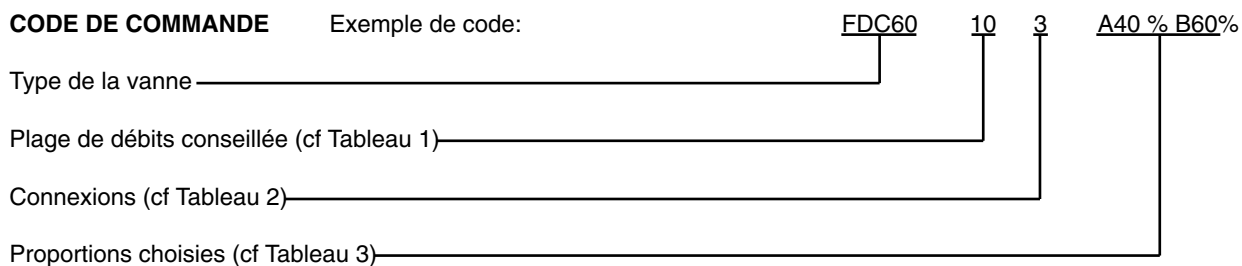 CODE DE COMMANDE Exemple de code: FDC60 10 3 A40 % B60%
Type de la vanne
Plage de débits conseillée (cf Tableau 1)
Connexions (cf Tableau 2)
Proportions choisies (cf Tableau 3)